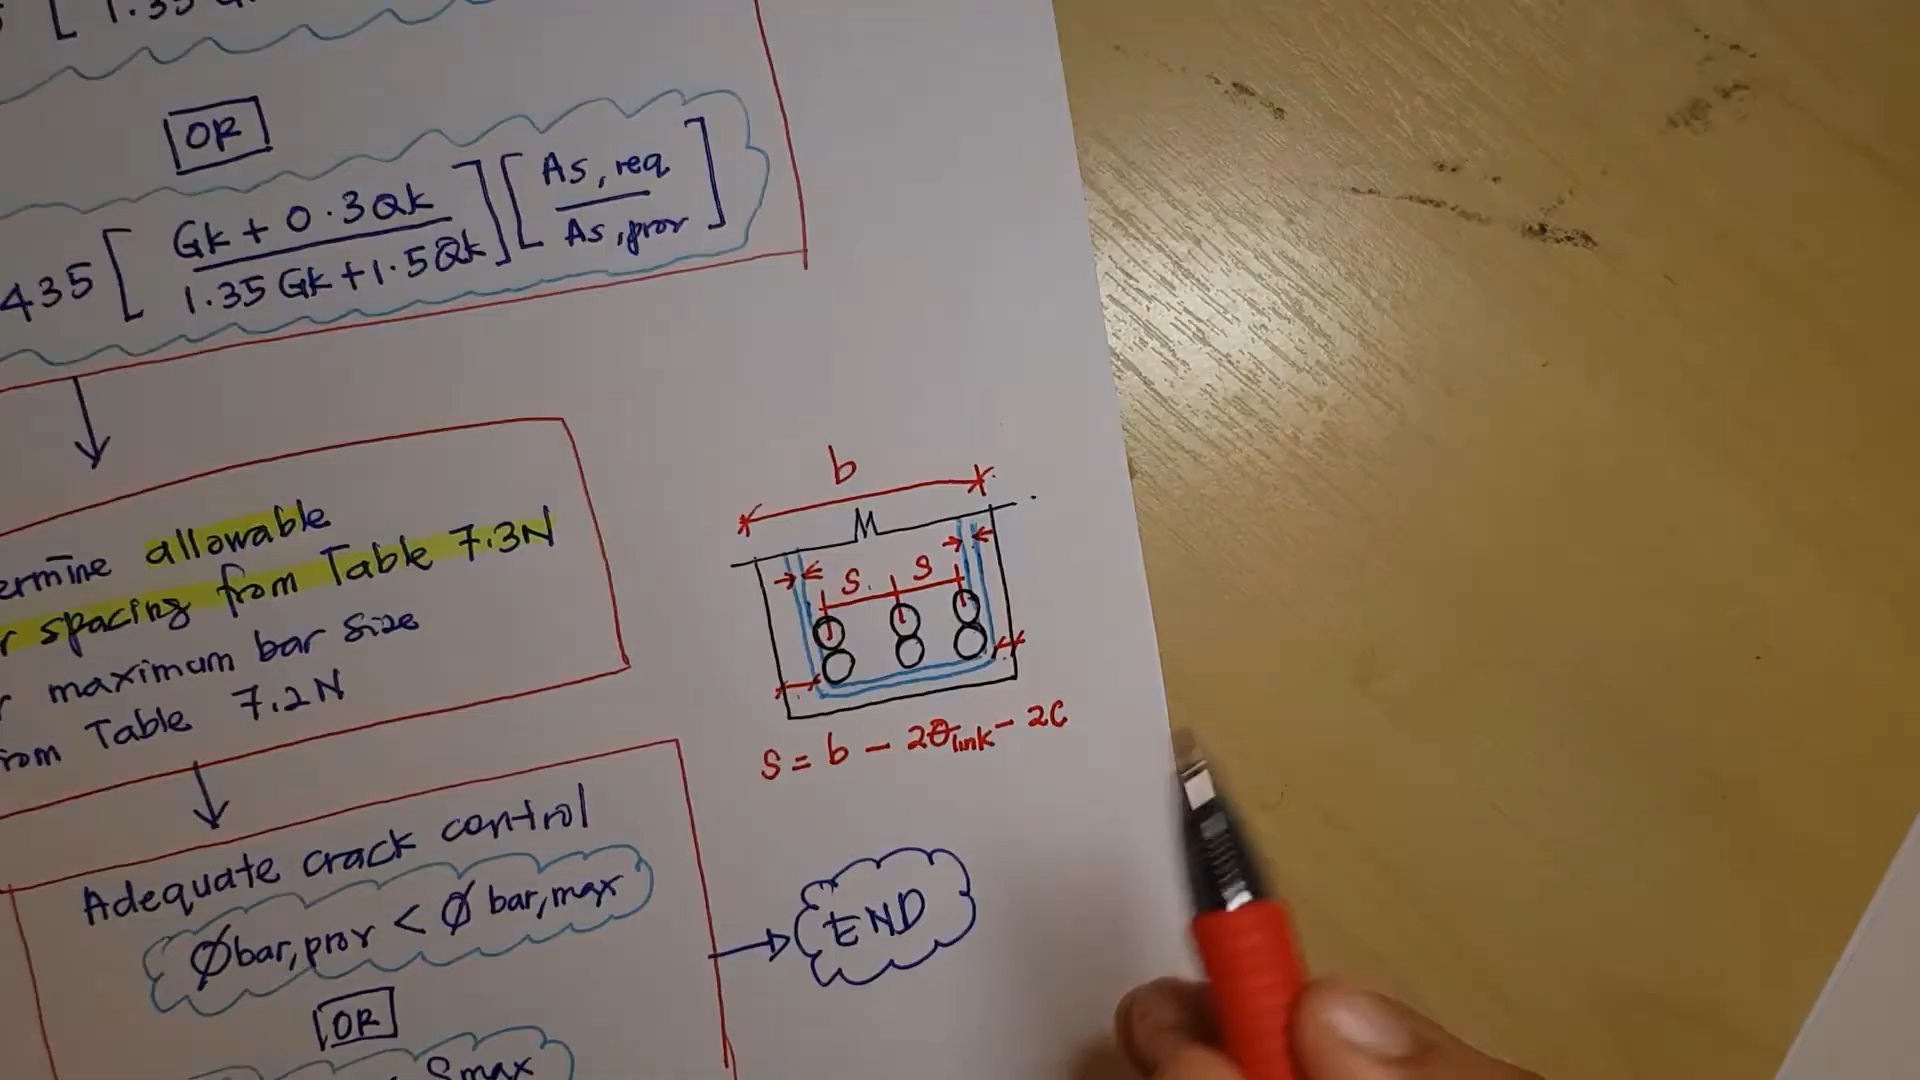 [ 1.35
OR
435 [ Gk + 0.3Qk / 1.35Gk + 1.5Qk ] [ As,req / As,prov ]
ermine allowable
r spacing from Table 7.3N
r maximum bar size
rom Table 7.2N
b
M
S. S
S = b - 2Ølink - 2C
Adequate crack control
Øbar,prov < Øbar,max
OR
Smax
END